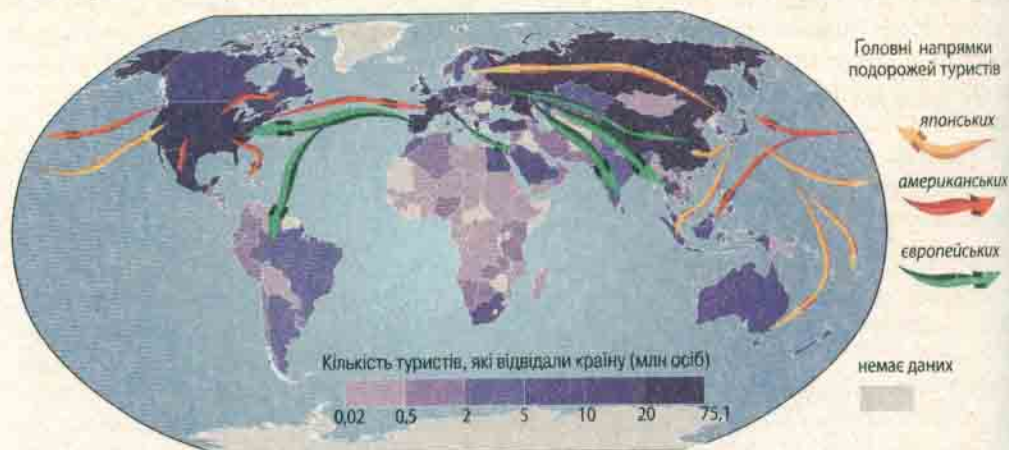 Головні напрямки
подорожей туристів
японських
американських
європейських
немає даних
Кількість туристів, які відвідали країну (млн осіб)
0,02 0,5 2 5 10 20 75,1